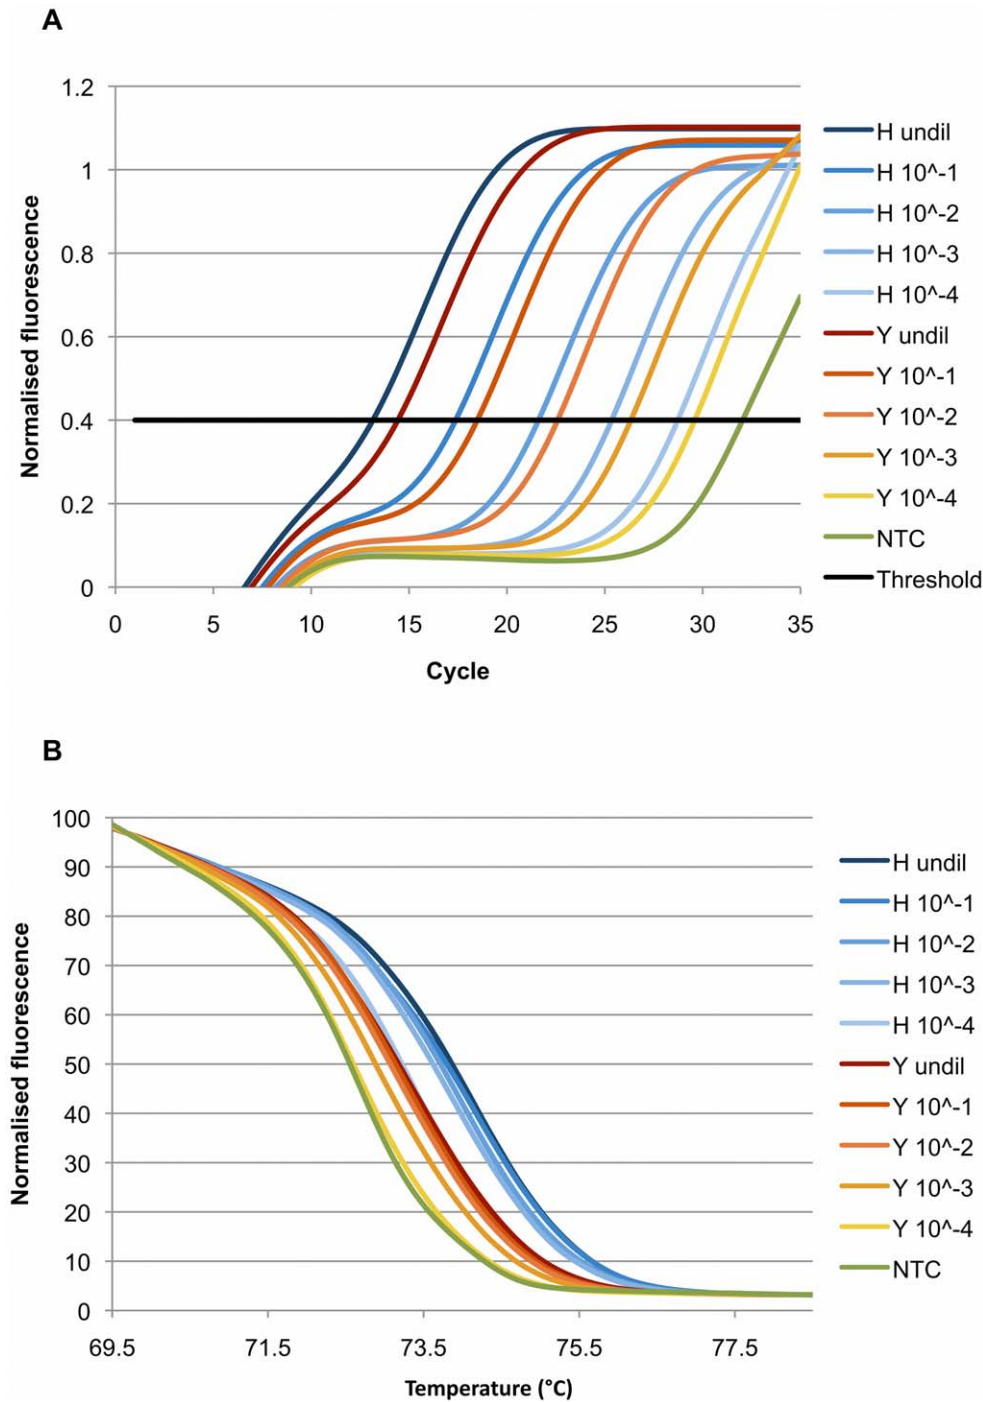 A
Normalised fluorescence
1.2
1
0.8
0.6
0.4
0.2
0
0 5 10 15 20 25 30 35
Cycle
H undil
H 10^-1
H 10^-2
H 10^-3
H 10^-4
Y undil
Y 10^-1
Y 10^-2
Y 10^-3
Y 10^-4
NTC
Threshold
B
Normalised fluorescence
100
90
80
70
60
50
40
30
20
10
0
69.5 71.5 73.5 75.5 77.5
Temperature (°C)
H undil
H 10^-1
H 10^-2
H 10^-3
H 10^-4
Y undil
Y 10^-1
Y 10^-2
Y 10^-3
Y 10^-4
NTC